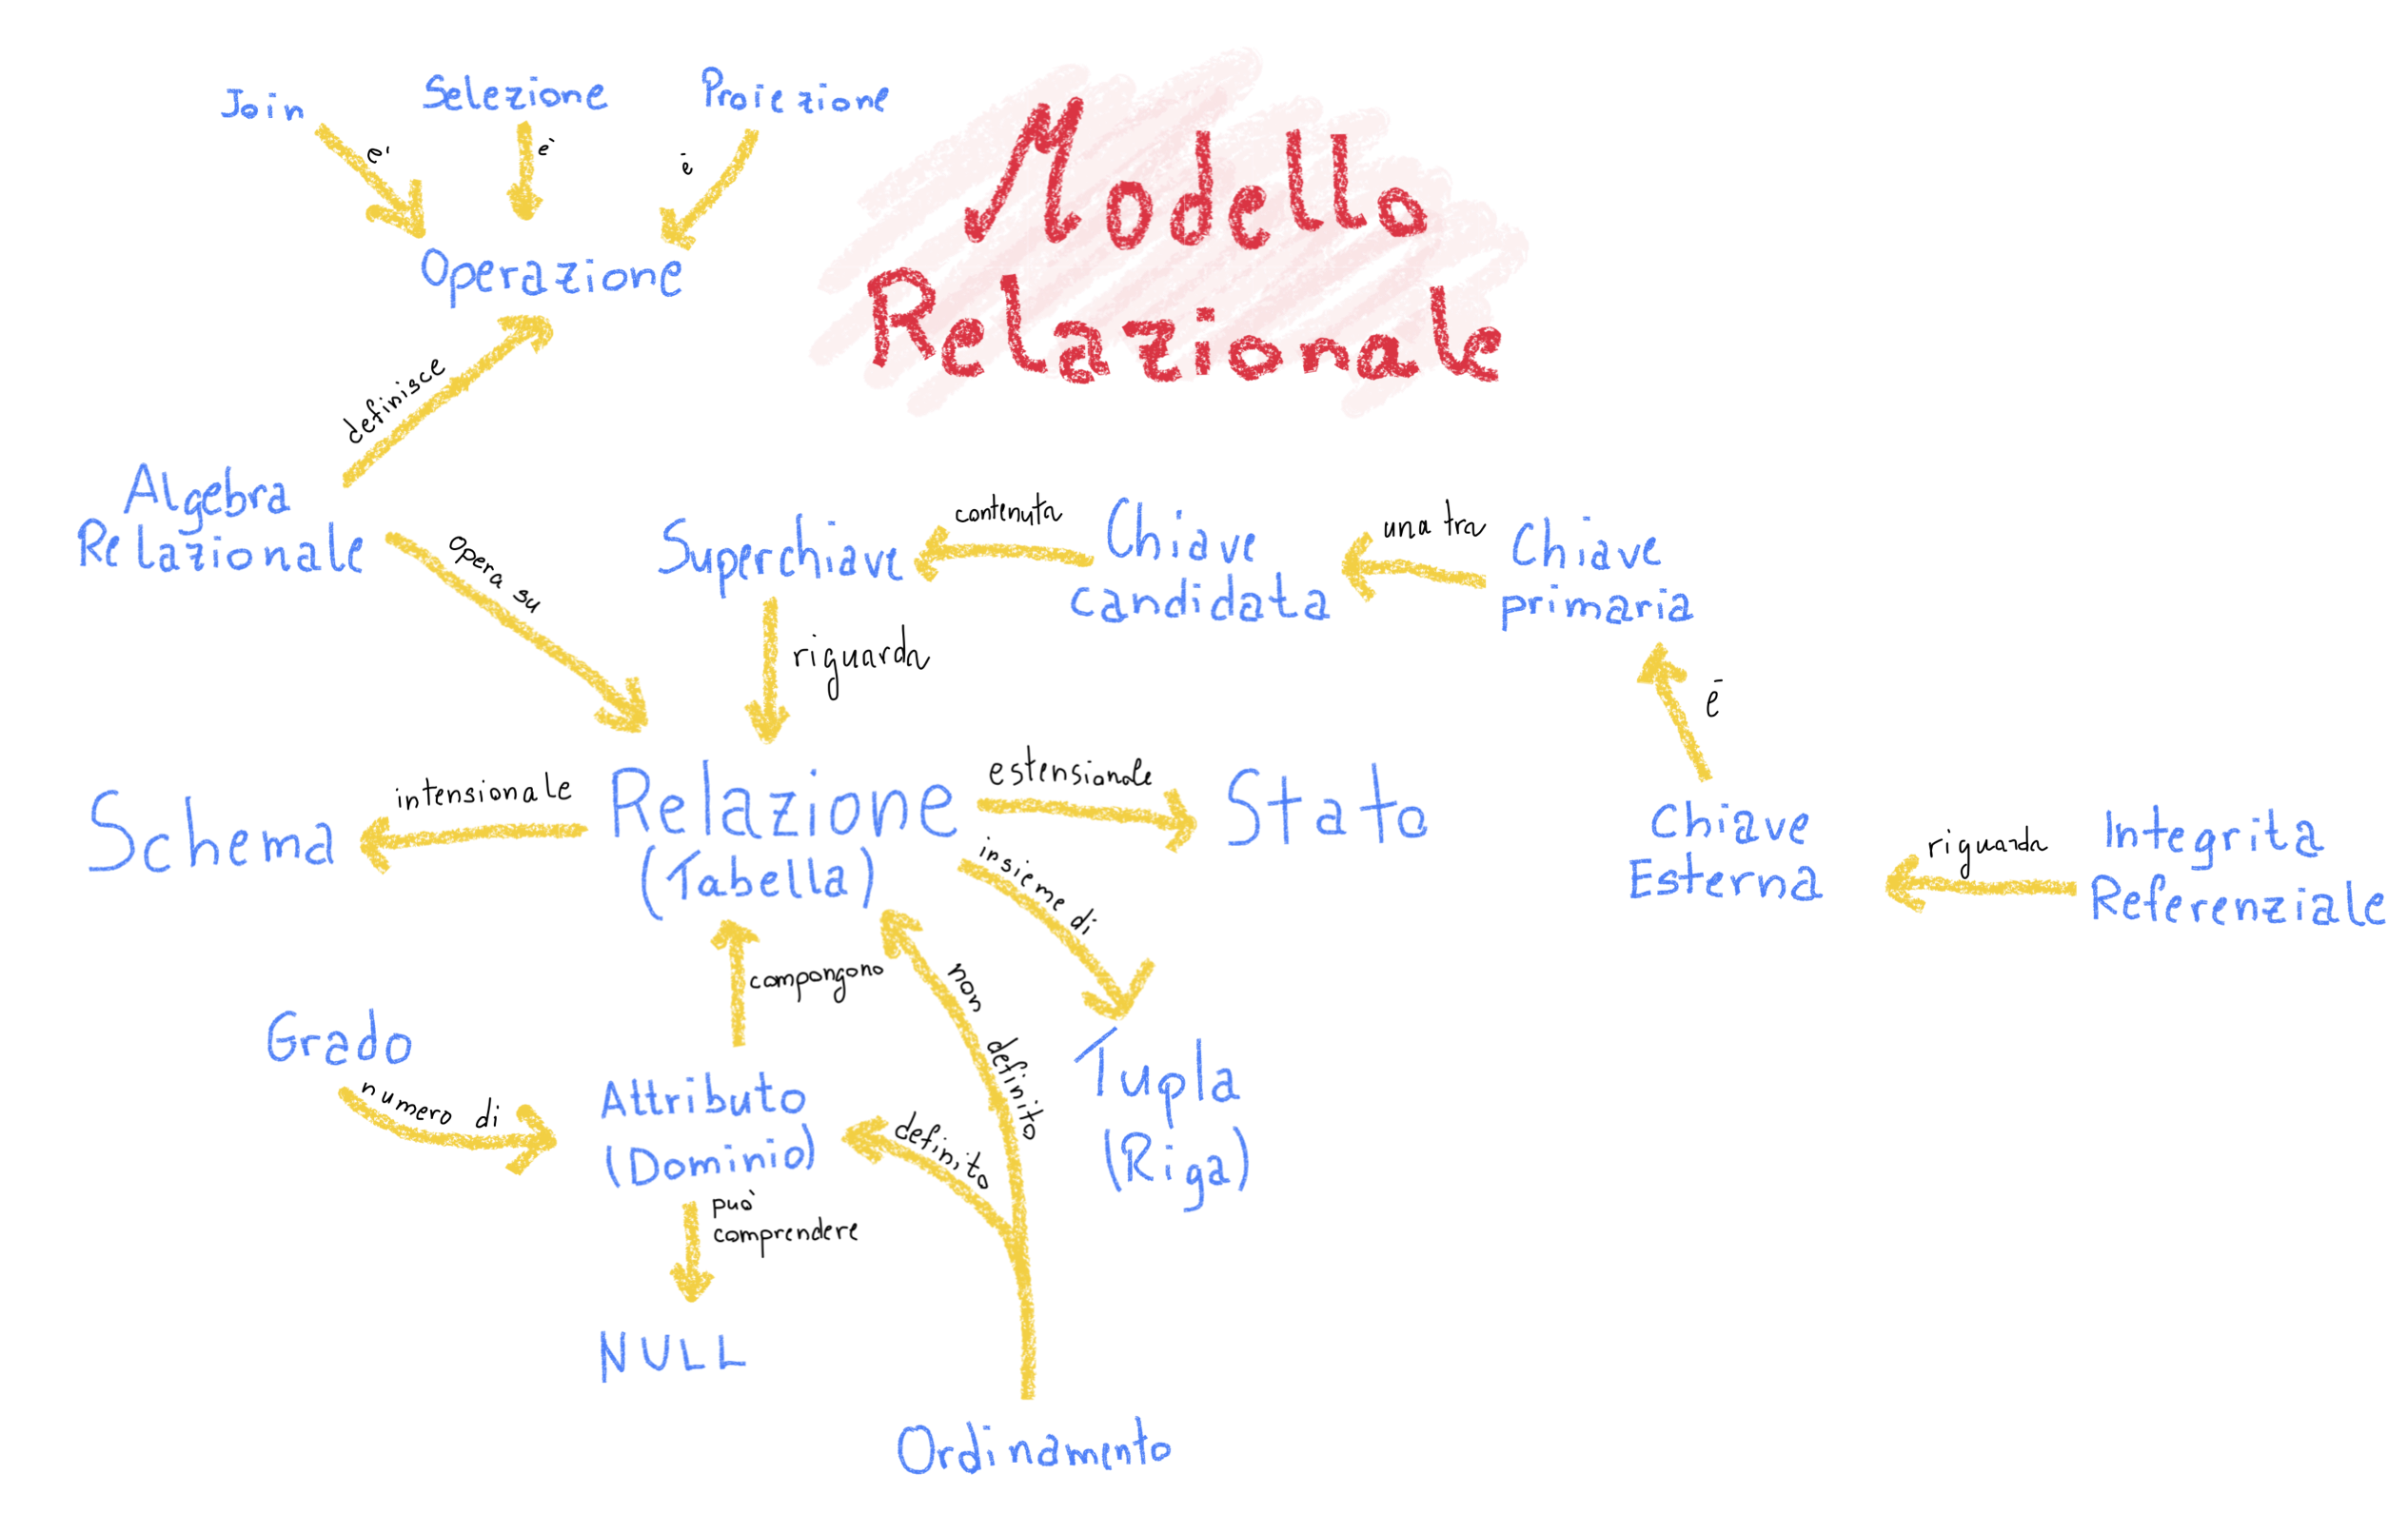 Join
Selezione
Proiezione
e'
è
è
Modello
Relazionale
Operazione
definisce
Algebra
Relazionale
opera su
Superchiave
contenuta
Chiave
candidata
una tra
Chiave
primaria
riguarda
è
Schema
intensionale
Relazione
(Tabella)
estensionale
Stato
insieme di
Chiave
Esterna
riguarda
Integrita
Referenziale
compongono
non definito
Grado
numero di
Attributo
(Dominio)
definito
Tupla
(Riga)
può
comprendere
NULL
Ordinamento